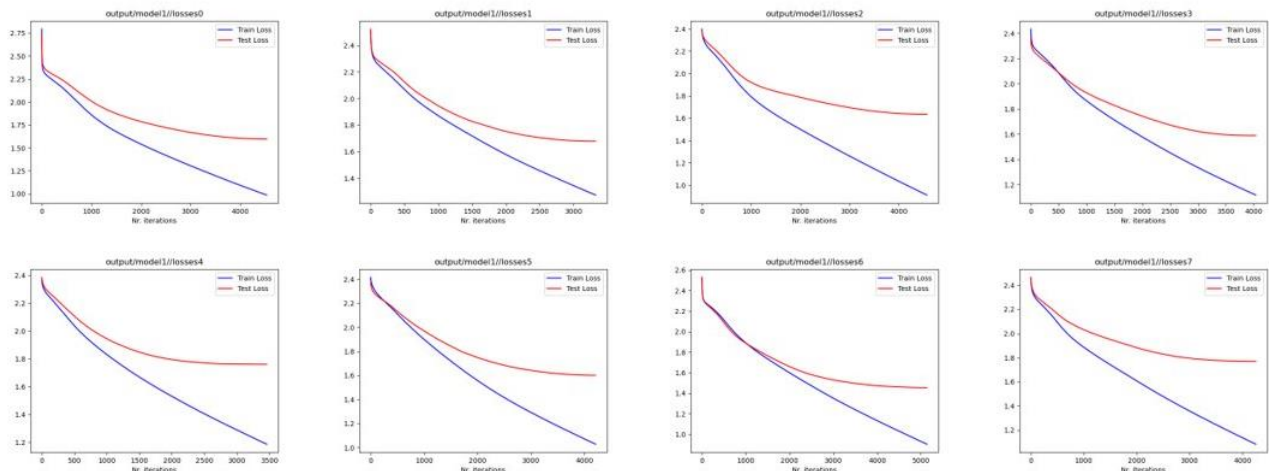 output/model1//losses0
Train Loss
Test Loss
2.75
2.50
2.25
2.00
1.75
1.50
1.25
1.00
0 1000 2000 3000 4000
Nr. iterations
output/model1//losses1
Train Loss
Test Loss
2.4
2.2
2.0
1.8
1.6
1.4
0 500 1000 1500 2000 2500 3000
Nr. iterations
output/model1//losses2
Train Loss
Test Loss
2.4
2.2
2.0
1.8
1.6
1.4
1.2
1.0
0 1000 2000 3000 4000
Nr. iterations
output/model1//losses3
Train Loss
Test Loss
2.4
2.2
2.0
1.8
1.6
1.4
1.2
0 500 1000 1500 2000 2500 3000 3500 4000
Nr. iterations
output/model1//losses4
Train Loss
Test Loss
2.4
2.2
2.0
1.8
1.6
1.4
1.2
0 500 1000 1500 2000 2500 3000 3500
Nr. iterations
output/model1//losses5
Train Loss
Test Loss
2.4
2.2
2.0
1.8
1.6
1.4
1.2
1.0
0 1000 2000 3000 4000
Nr. iterations
output/model1//losses6
Train Loss
Test Loss
2.6
2.4
2.2
2.0
1.8
1.6
1.4
1.2
1.0
0 1000 2000 3000 4000 5000
Nr. iterations
output/model1//losses7
Train Loss
Test Loss
2.4
2.2
2.0
1.8
1.6
1.4
1.2
0 1000 2000 3000 4000
Nr. iterations